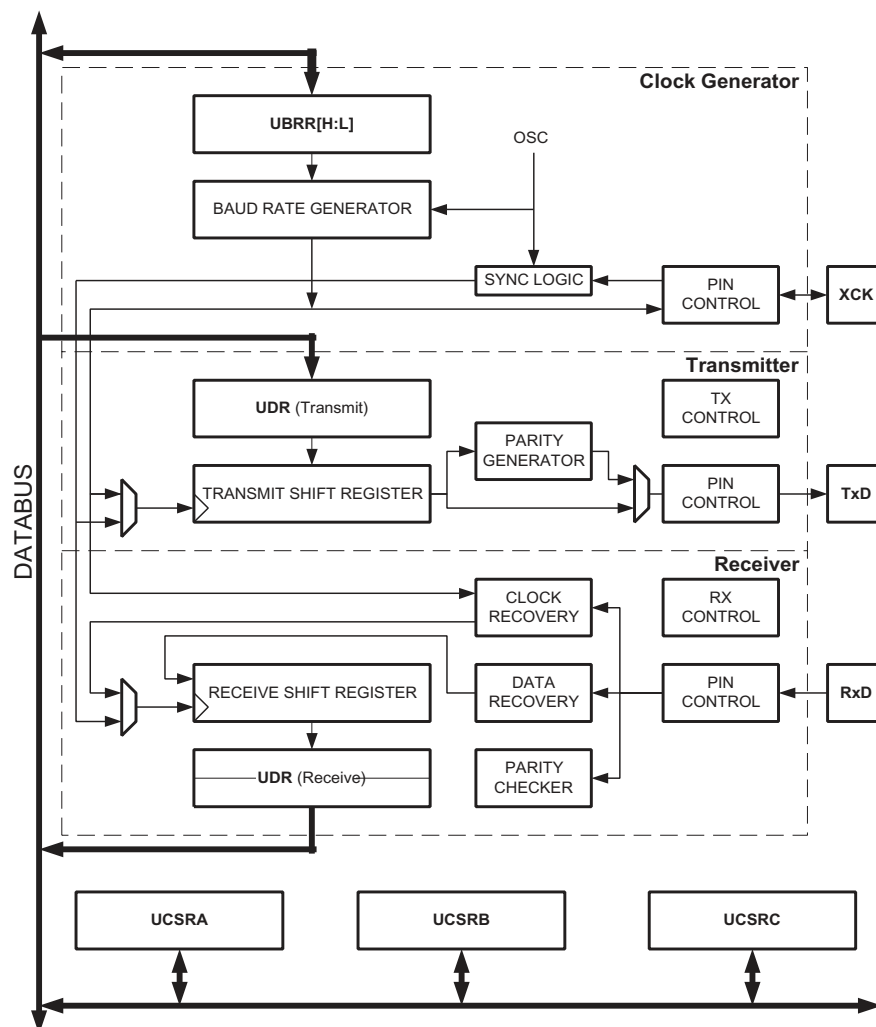 Clock Generator
UBRR[H:L]
OSC
BAUD RATE GENERATOR
SYNC LOGIC
PIN
CONTROL
XCK
Transmitter
UDR (Transmit)
TX
CONTROL
PARITY
GENERATOR
TRANSMIT SHIFT REGISTER
PIN
CONTROL
TxD
DATABUS
Receiver
CLOCK
RECOVERY
RX
CONTROL
RECEIVE SHIFT REGISTER
DATA
RECOVERY
PIN
CONTROL
RxD
UDR (Receive)
PARITY
CHECKER
UCSRA
UCSRB
UCSRC